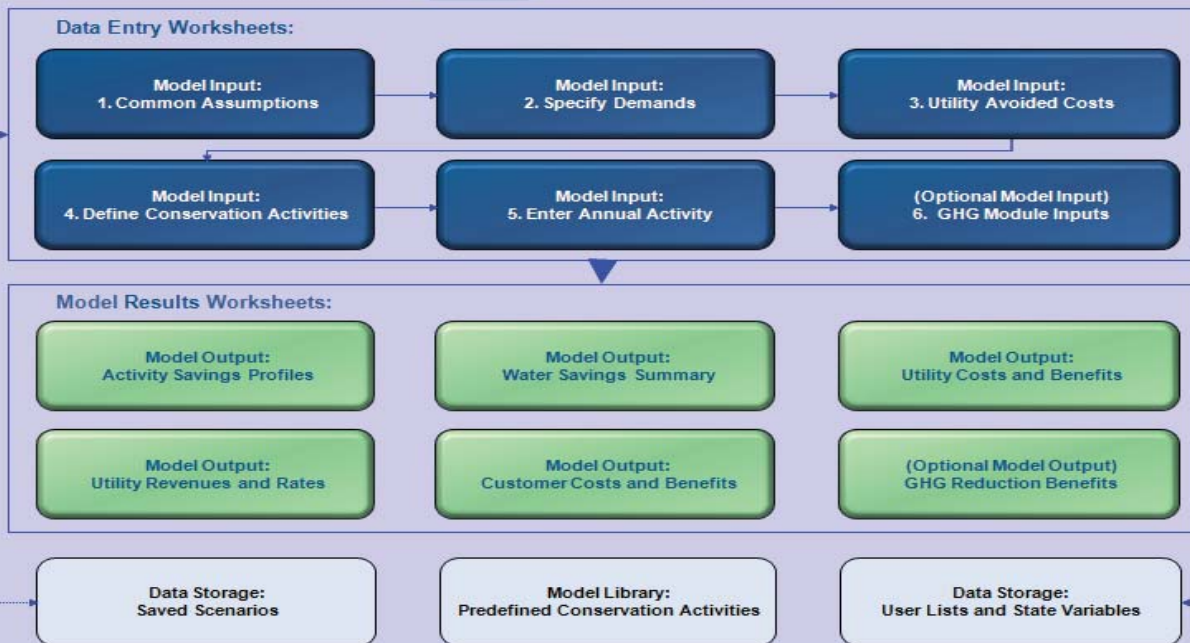 Data Entry Worksheets:
Model Input:
1. Common Assumptions
Model Input:
2. Specify Demands
Model Input:
3. Utility Avoided Costs
Model Input:
4. Define Conservation Activities
Model Input:
5. Enter Annual Activity
(Optional Model Input)
6. GHG Module Inputs
Model Results Worksheets:
Model Output:
Activity Savings Profiles
Model Output:
Water Savings Summary
Model Output:
Utility Costs and Benefits
Model Output:
Utility Revenues and Rates
Model Output:
Customer Costs and Benefits
(Optional Model Output)
GHG Reduction Benefits
Data Storage:
Saved Scenarios
Model Library:
Predefined Conservation Activities
Data Storage:
User Lists and State Variables